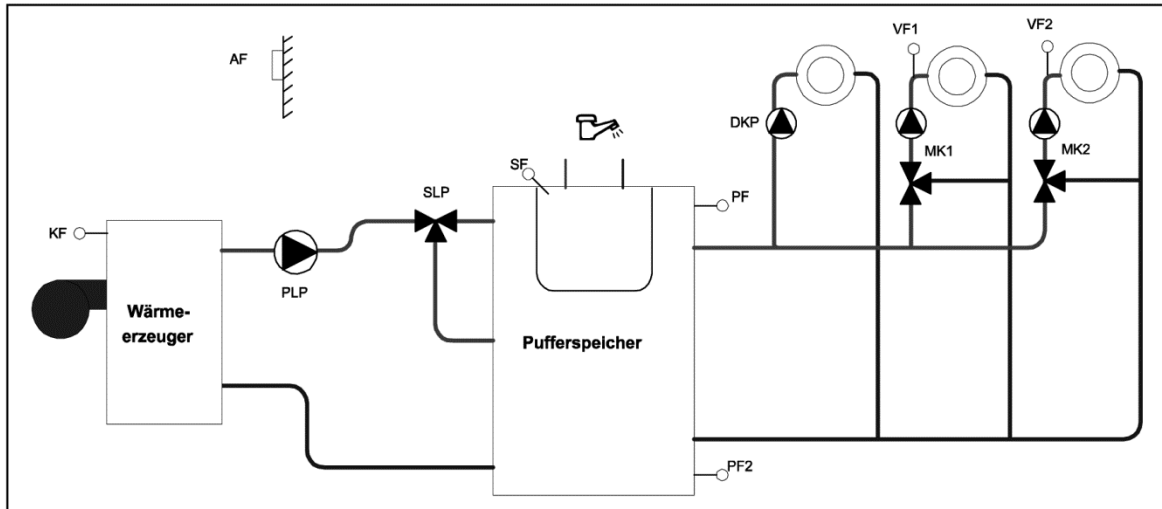 AF
VF1
VF2
DKP
MK1
MK2
SF
SLP
PF
KF
PLP
Wärme-
erzeuger
Pufferspeicher
PF2